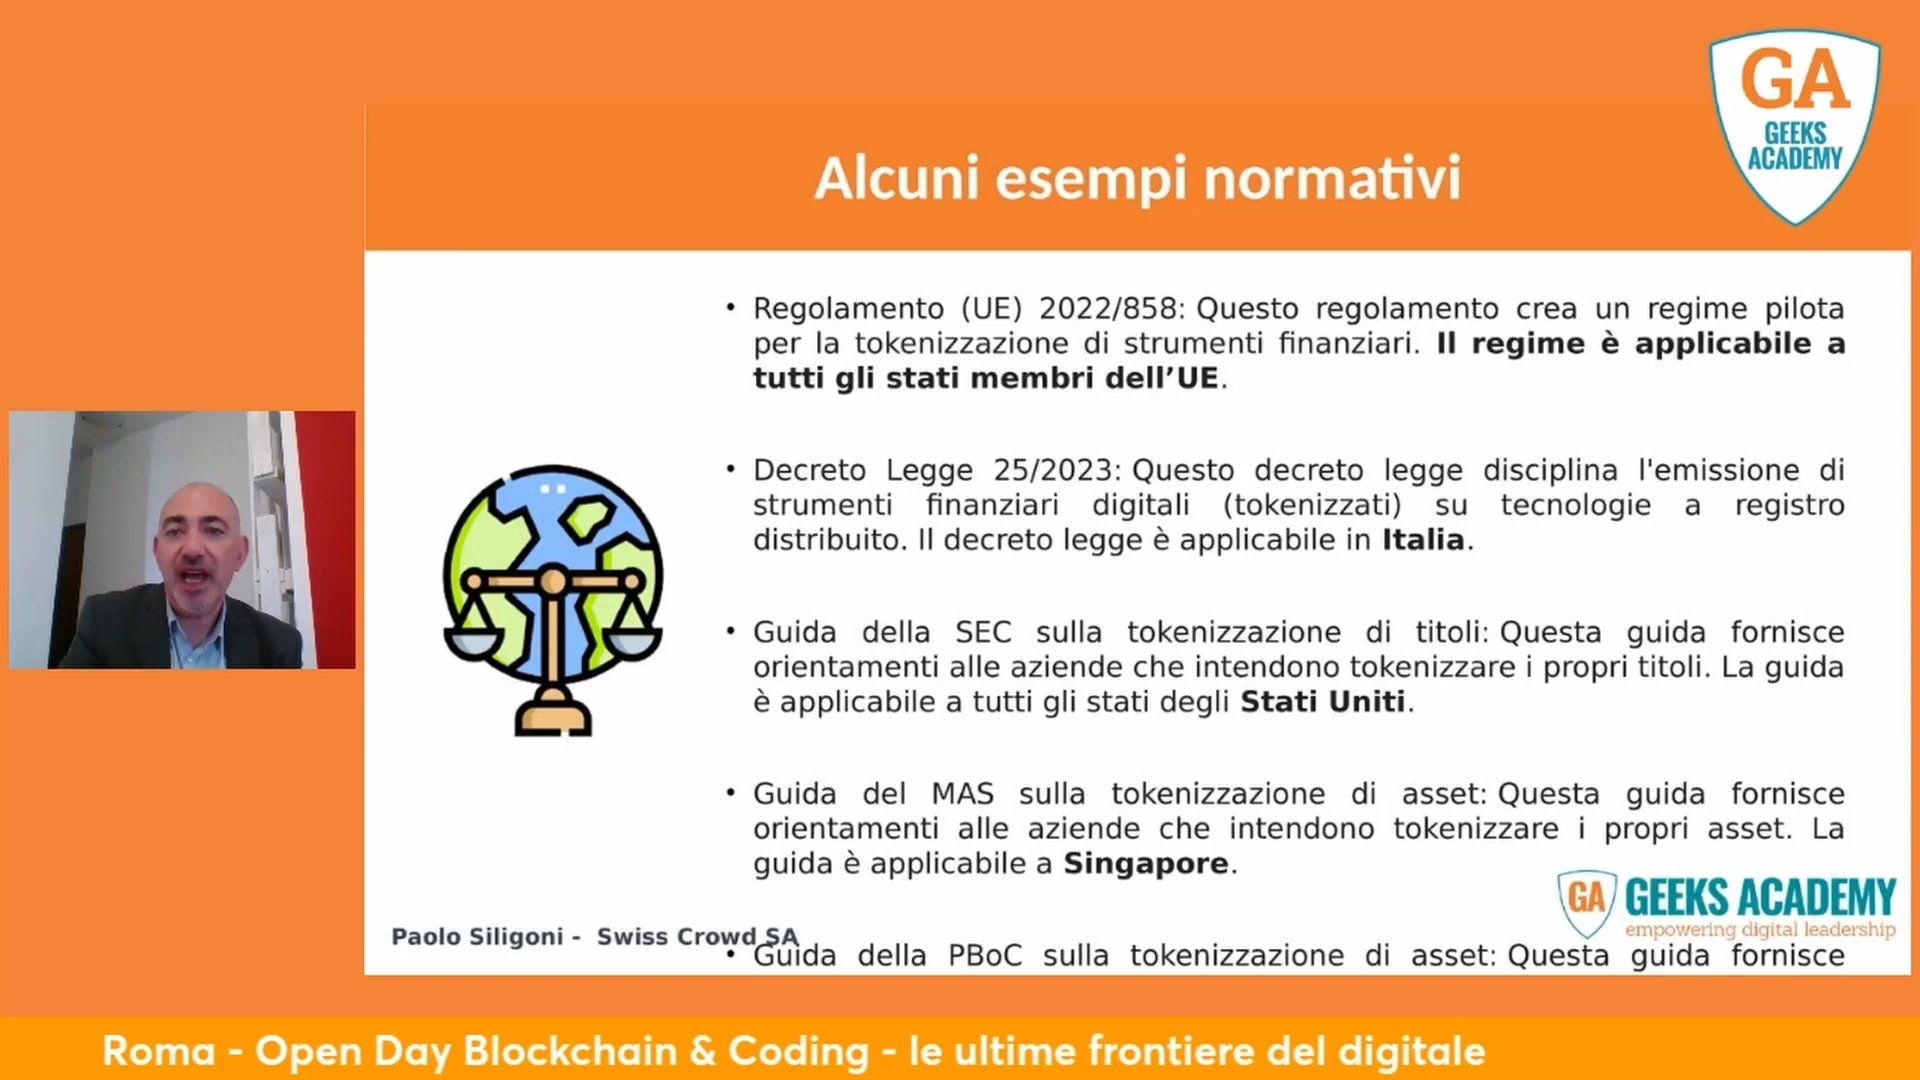 GA
GEEKS
ACADEMY
Alcuni esempi normativi
• Regolamento (UE) 2022/858: Questo regolamento crea un regime pilota
per la tokenizzazione di strumenti finanziari. Il regime è applicabile a
tutti gli stati membri dell’UE.
• Decreto Legge 25/2023: Questo decreto legge disciplina l'emissione di
strumenti finanziari digitali (tokenizzati) su tecnologie a registro
distribuito. Il decreto legge è applicabile in Italia.
• Guida della SEC sulla tokenizzazione di titoli: Questa guida fornisce
orientamenti alle aziende che intendono tokenizzare i propri titoli. La guida
è applicabile a tutti gli stati degli Stati Uniti.
• Guida del MAS sulla tokenizzazione di asset: Questa guida fornisce
orientamenti alle aziende che intendono tokenizzare i propri asset. La
guida è applicabile a Singapore.
GA GEEKS ACADEMY
empowering digital leadership
Paolo Siligoni - Swiss Crowd SA
• Guida della PBoC sulla tokenizzazione di asset: Questa guida fornisce
Roma - Open Day Blockchain & Coding - le ultime frontiere del digitale